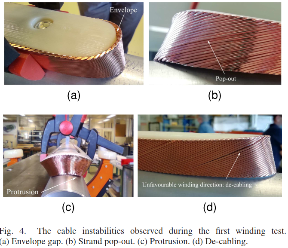 Envelope
Pop-out
(a)
(b)
Protrusion
Unfavourable winding direction: de-cabling
(c)
(d)
Fig. 4. The cable instabilities observed during the first winding test.
(a) Envelope gap. (b) Strand pop-out. (c) Protrusion. (d) De-cabling.